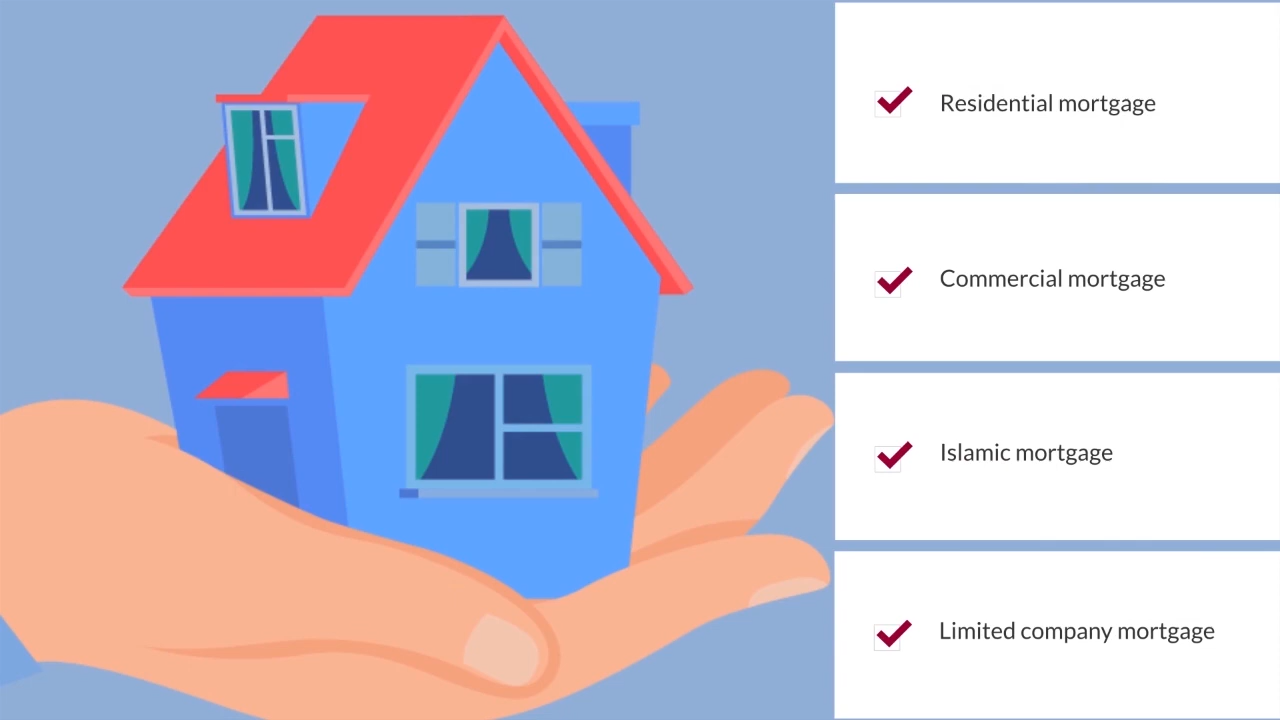 Residential mortgage
Commercial mortgage
Islamic mortgage
Limited company mortgage